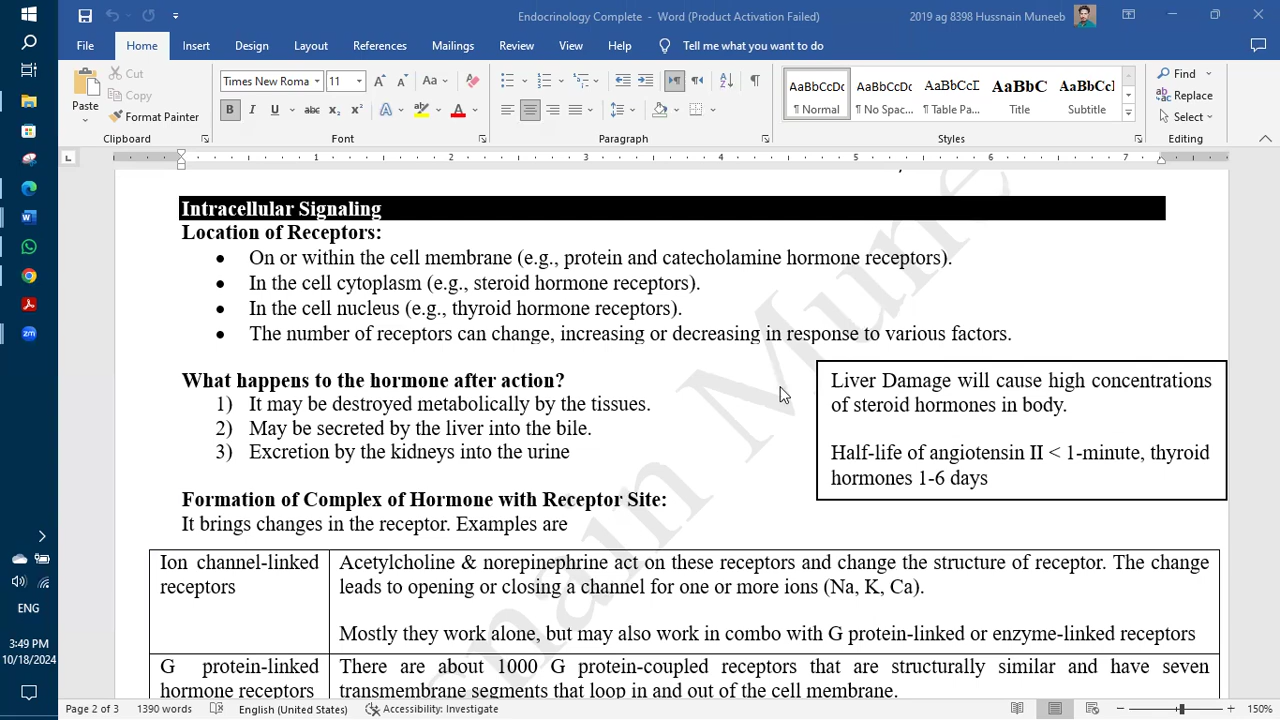 Endocrinology Complete - Word (Product Activation Failed)
2019 ag 8398 Hussnain Muneeb
File Home Insert Design Layout References Mailings Review View Help Tell me what you want to do
Cut
Copy
Paste
Format Painter
Clipboard
Times New Roma 11
Aa
B I U abc x₂ x² A A
Font
Paragraph
AaBbCcDc AaBbCcDc AaBbCcD AaBbC AaBbCcI
¶ Normal ¶ No Spac... ¶ Table Pa... Title Subtitle
Styles
Find
Replace
Select
Editing
1 2 3 4 5 6 7
Intracellular Signaling
Location of Receptors:
• On or within the cell membrane (e.g., protein and catecholamine hormone receptors).
• In the cell cytoplasm (e.g., steroid hormone receptors).
• In the cell nucleus (e.g., thyroid hormone receptors).
• The number of receptors can change, increasing or decreasing in response to various factors.
What happens to the hormone after action?
1) It may be destroyed metabolically by the tissues.
2) May be secreted by the liver into the bile.
3) Excretion by the kidneys into the urine
Liver Damage will cause high concentrations
of steroid hormones in body.
Half-life of angiotensin II < 1-minute, thyroid
hormones 1-6 days
Formation of Complex of Hormone with Receptor Site:
It brings changes in the receptor. Examples are
Ion channel-linked
receptors
Acetylcholine & norepinephrine act on these receptors and change the structure of receptor. The change
leads to opening or closing a channel for one or more ions (Na, K, Ca).
Mostly they work alone, but may also work in combo with G protein-linked or enzyme-linked receptors
G protein-linked
hormone receptors
There are about 1000 G protein-coupled receptors that are structurally similar and have seven
transmembrane segments that loop in and out of the cell membrane.
ENG
3:49 PM
10/18/2024
Page 2 of 3 1390 words English (United States) Accessibility: Investigate 150%